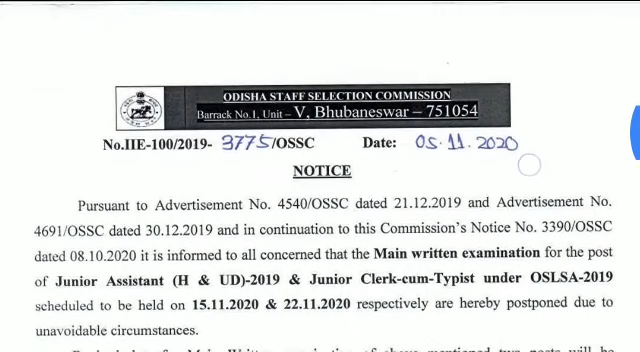 ODISHA STAFF SELECTION COMMISSION
Barrack No.1, Unit – V, Bhubaneswar – 751054
No.IIE-100/2019- 3775/OSSC Date: 05.11.2020
NOTICE
Pursuant to Advertisement No. 4540/OSSC dated 21.12.2019 and Advertisement No.
4691/OSSC dated 30.12.2019 and in continuation to this Commission's Notice No. 3390/OSSC
dated 08.10.2020 it is informed to all concerned that the Main written examination for the post
of Junior Assistant (H & UD)-2019 & Junior Clerk-cum-Typist under OSLSA-2019
scheduled to be held on 15.11.2020 & 22.11.2020 respectively are hereby postponed due to
unavoidable circumstances.